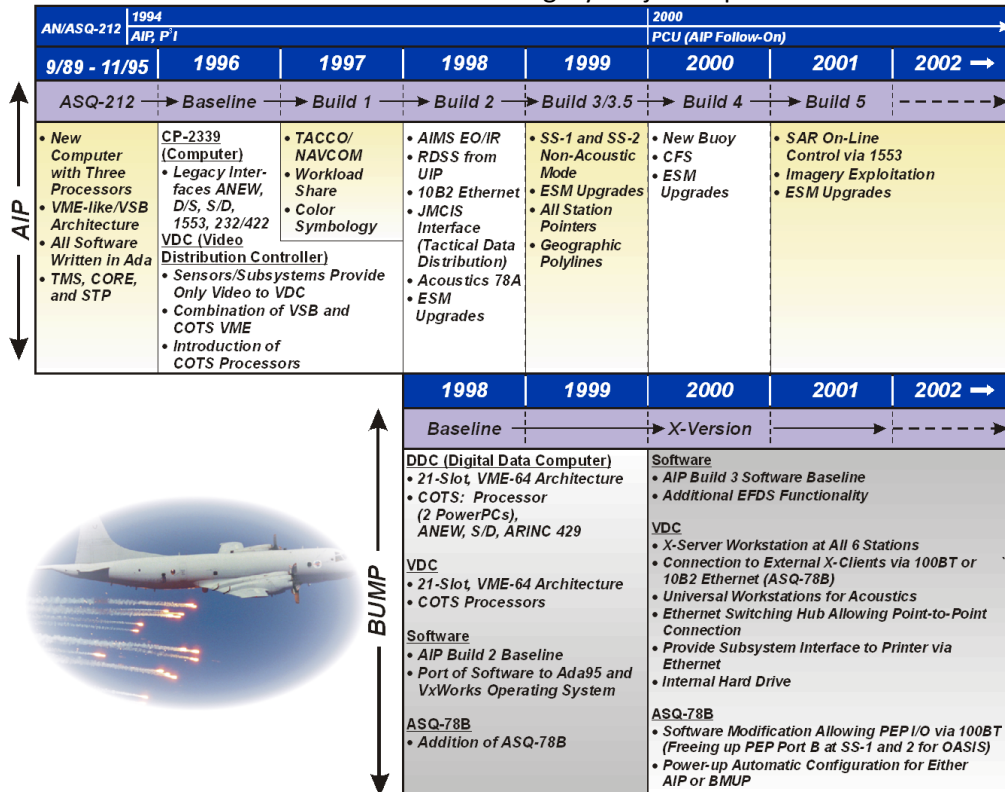 AN/ASQ-212
1994
AIP, P³I
2000
PCU (AIP Follow-On)
9/89 - 11/95 1996 1997 1998 1999 2000 2001 2002
AIP
ASQ-212 Baseline Build 1 Build 2 Build 3/3.5 Build 4 Build 5
• New
Computer
with Three
Processors
• VME-like/VSB
Architecture
• All Software
Written in Ada
• TMS, CORE,
and STP
CP-2339
(Computer)
• Legacy Inter-
faces ANEW,
D/S, S/D,
1553, 232/422
VDC (Video
Distribution Controller)
• Sensors/Subsystems Provide
Only Video to VDC
• Combination of VSB and
COTS VME
• Introduction of
COTS Processors
• TACCO/
NAVCOM
• Workload
Share
• Color
Symbology
• AIMS EO/IR
• RDSS from
UIP
• 10B2 Ethernet
• JMCIS
Interface
(Tactical Data
Distribution)
• Acoustics 78A
• ESM
Upgrades
• SS-1 and SS-2
Non-Acoustic
Mode
• ESM Upgrades
• All Station
Pointers
• Geographic
Polylines
• New Buoy
• CFS
• ESM
Upgrades
• SAR On-Line
Control via 1553
• Imagery Exploitation
• ESM Upgrades
1998 1999 2000 2001 2002
BUMP
Baseline X-Version
DDC (Digital Data Computer)
• 21-Slot, VME-64 Architecture
• COTS: Processor
(2 PowerPCs),
ANEW, S/D, ARINC 429
VDC
• 21-Slot, VME-64 Architecture
• COTS Processors
Software
• AIP Build 2 Baseline
• Port of Software to Ada95 and
VxWorks Operating System
ASQ-78B
• Addition of ASQ-78B
Software
• AIP Build 3 Software Baseline
• Additional EFDS Functionality
VDC
• X-Server Workstation at All 6 Stations
• Connection to External X-Clients via 100BT or
10B2 Ethernet (ASQ-78B)
• Universal Workstations for Acoustics
• Ethernet Switching Hub Allowing Point-to-Point
Connection
• Provide Subsystem Interface to Printer via
Ethernet
• Internal Hard Drive
ASQ-78B
• Software Modification Allowing PEP I/O via 100BT
(Freeing up PEP Port B at SS-1 and 2 for OASIS)
• Power-up Automatic Configuration for Either
AIP or BMUP